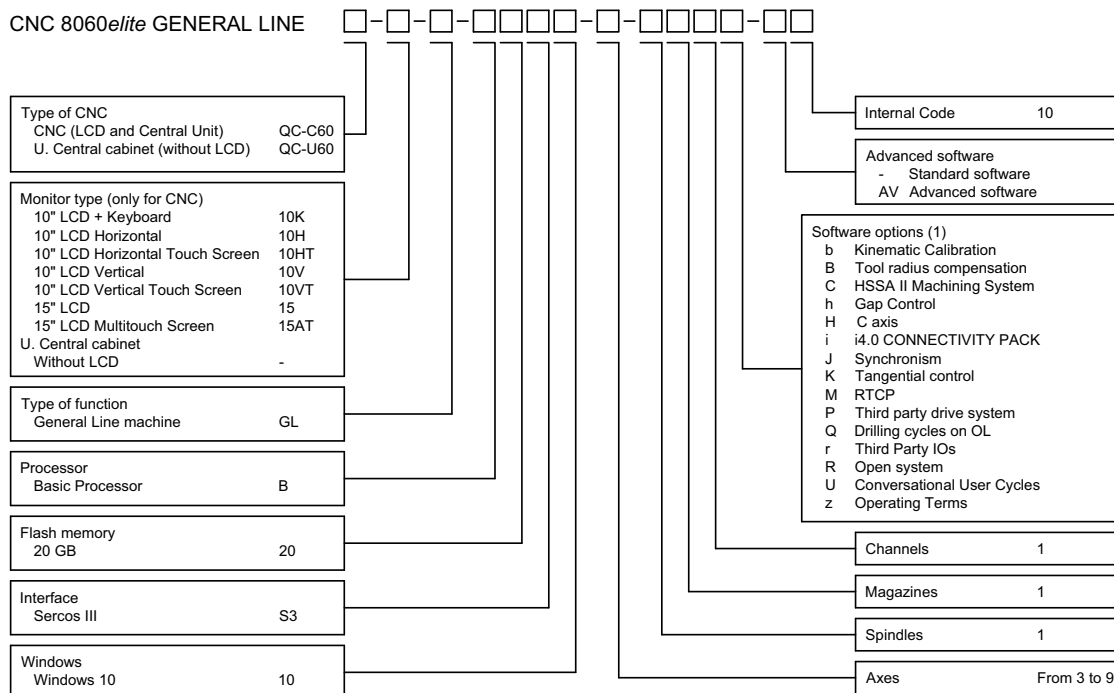 CNC 8060elite GENERAL LINE
Type of CNC
CNC (LCD and Central Unit) QC-C60
U. Central cabinet (without LCD) QC-U60
Monitor type (only for CNC)
10" LCD + Keyboard 10K
10" LCD Horizontal 10H
10" LCD Horizontal Touch Screen 10HT
10" LCD Vertical 10V
10" LCD Vertical Touch Screen 10VT
15" LCD 15
15" LCD Multitouch Screen 15AT
U. Central cabinet
Without LCD -
Type of function
General Line machine GL
Processor
Basic Processor B
Flash memory
20 GB 20
Interface
Sercos III S3
Windows
Windows 10 10
Internal Code 10
Advanced software
- Standard software
AV Advanced software
Software options (1)
b Kinematic Calibration
B Tool radius compensation
C HSSA II Machining System
h Gap Control
H C axis
i i4.0 CONNECTIVITY PACK
J Synchronism
K Tangential control
M RTCP
P Third party drive system
Q Drilling cycles on OL
r Third Party IOs
R Open system
U Conversational User Cycles
z Operating Terms
Channels 1
Magazines 1
Spindles 1
Axes From 3 to 9